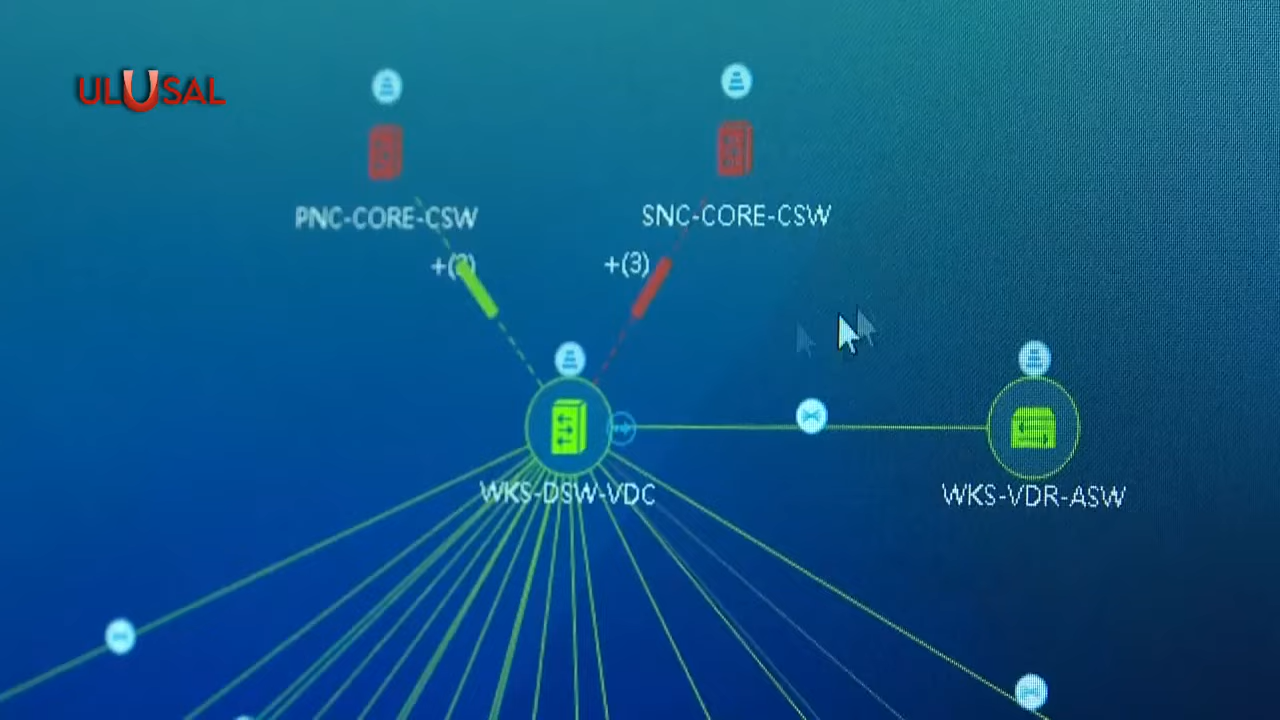 ULUSAL
PNC-CORE-CSW
SNC-CORE-CSW
+(3)
WKS-DSW-VDC
WKS-VDR-ASW